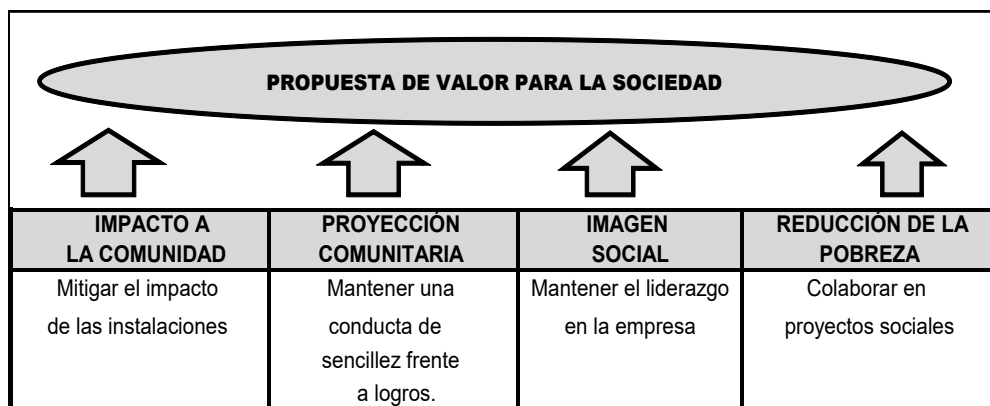 PROPUESTA DE VALOR PARA LA SOCIEDAD
IMPACTO A
LA COMUNIDAD
PROYECCIÓN
COMUNITARIA
IMAGEN
SOCIAL
REDUCCIÓN DE LA
POBREZA
Mitigar el impacto
de las instalaciones
Mantener una
conducta de
sencillez frente
a logros.
Mantener el liderazgo
en la empresa
Colaborar en
proyectos sociales